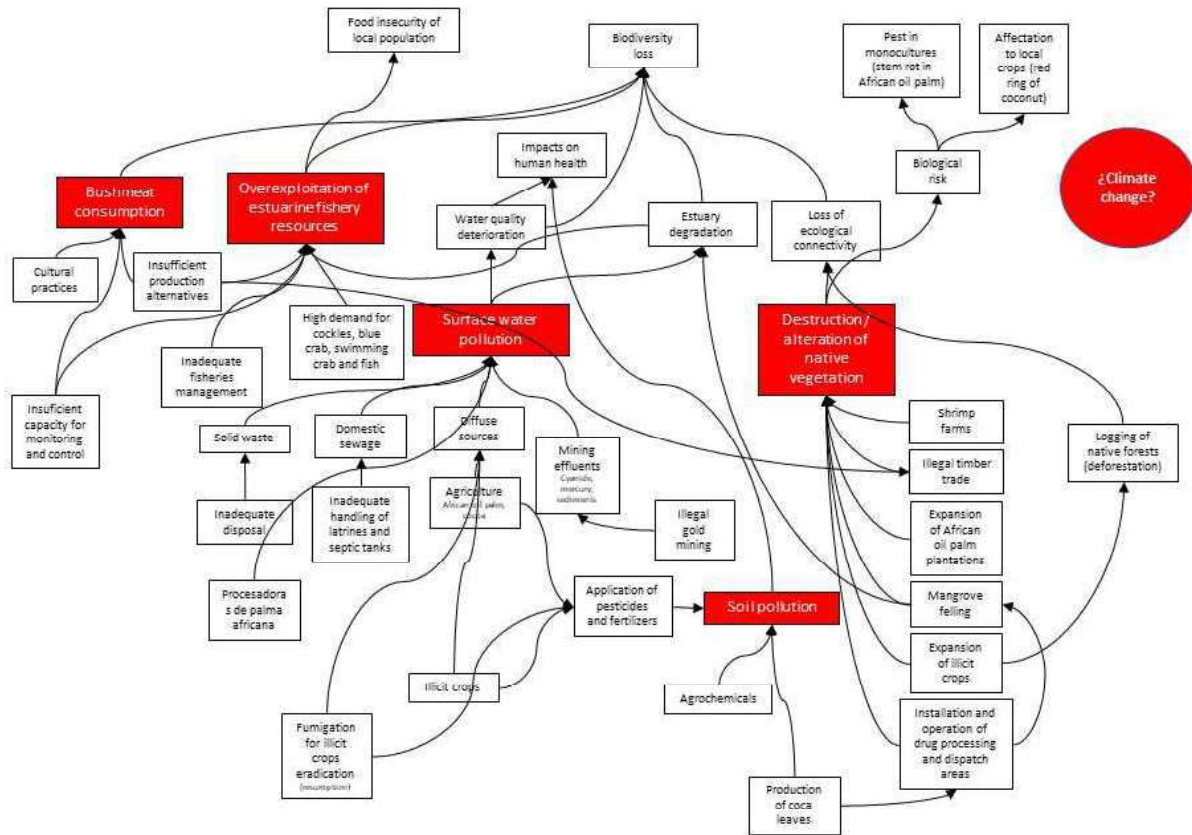 Food insecurity of
local population
Biodiversity
loss
Pest in
monocultures
(stem rot in
African oil palm)
Affectation to
local crops (red
ring of
coconut)
Impacts on
human health
Biological
risk
¿Climate
change?
Bushmeat
consumption
Overexploitation of
estuarine fishery
resources
Water quality
deterioration
Estuary
degradation
Loss of
ecological
connectivity
Cultural
practices
Insufficient
production
alternatives
High demand for
cockles, blue
crab, swimming
crab and fish
Surface water
pollution
Destruction/
alteration of
native
vegetation
Inadequate
fisheries
management
Insuficient
capacity for
monitoring
and control
Solid waste
Domestic
sewage
Diffuse
sources
Mining
effluents
Cyanide,
mercury,
sediments
Shrimp
farms
Illegal timber
trade
Logging of
native forests
(deforestation)
Inadequate
disposal
Inadequate
handling of
latrines and
septic tanks
Agriculture
African oil palm,
Illegal
gold
mining
Expansion of
African
oil palm
plantations
Procesadora
s de palma
africana
Application of
pesticides
and fertilizers
Soil pollution
Mangrove
felling
Expansion
of illicit
crops
Illicit crops
Agrochemicals
Installation and
operation of
drug processing
and dispatch
areas
Fumigation
for illicit
crops
eradication
(resumption)
Production
of coca
leaves